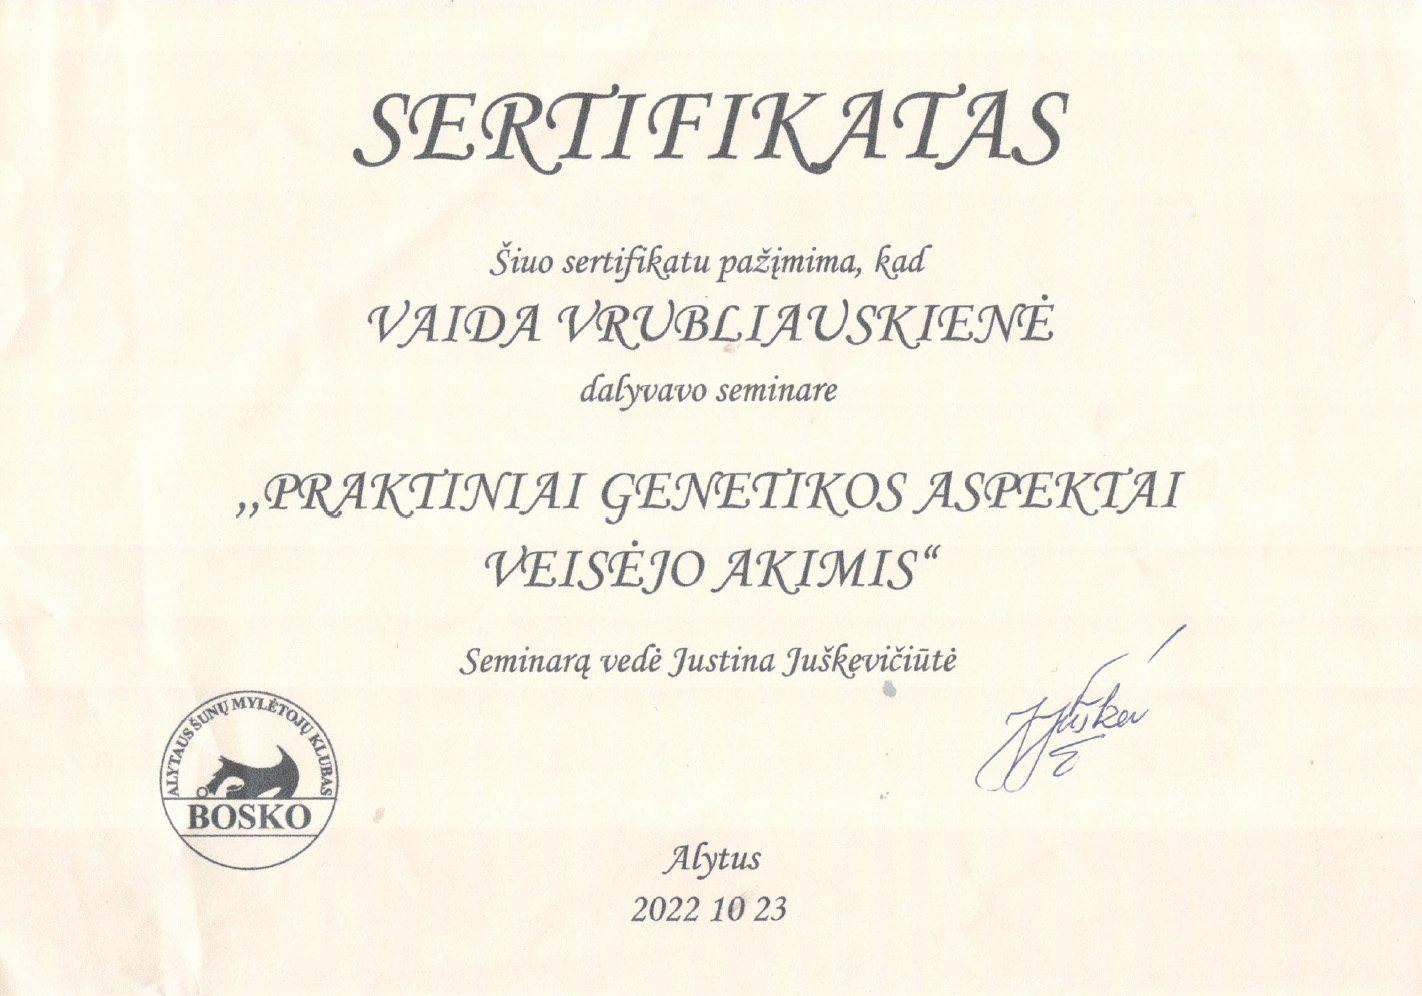 SERTIFIKATAS
Šiuo sertifikatu pažįmima, kad
VAIDA VRUBLIAUSKIENĖ
dalyvavo seminare
,,PRAKTINIAI GENETIKOS ASPEKTAI
VEISĖJO AKIMIS“
Seminarą vedė Justina Juškevičiūtė
ALYTAUS ŠUNŲ MYLĖTOJŲ KLUBAS
BOSKO
Alytus
2022 10 23